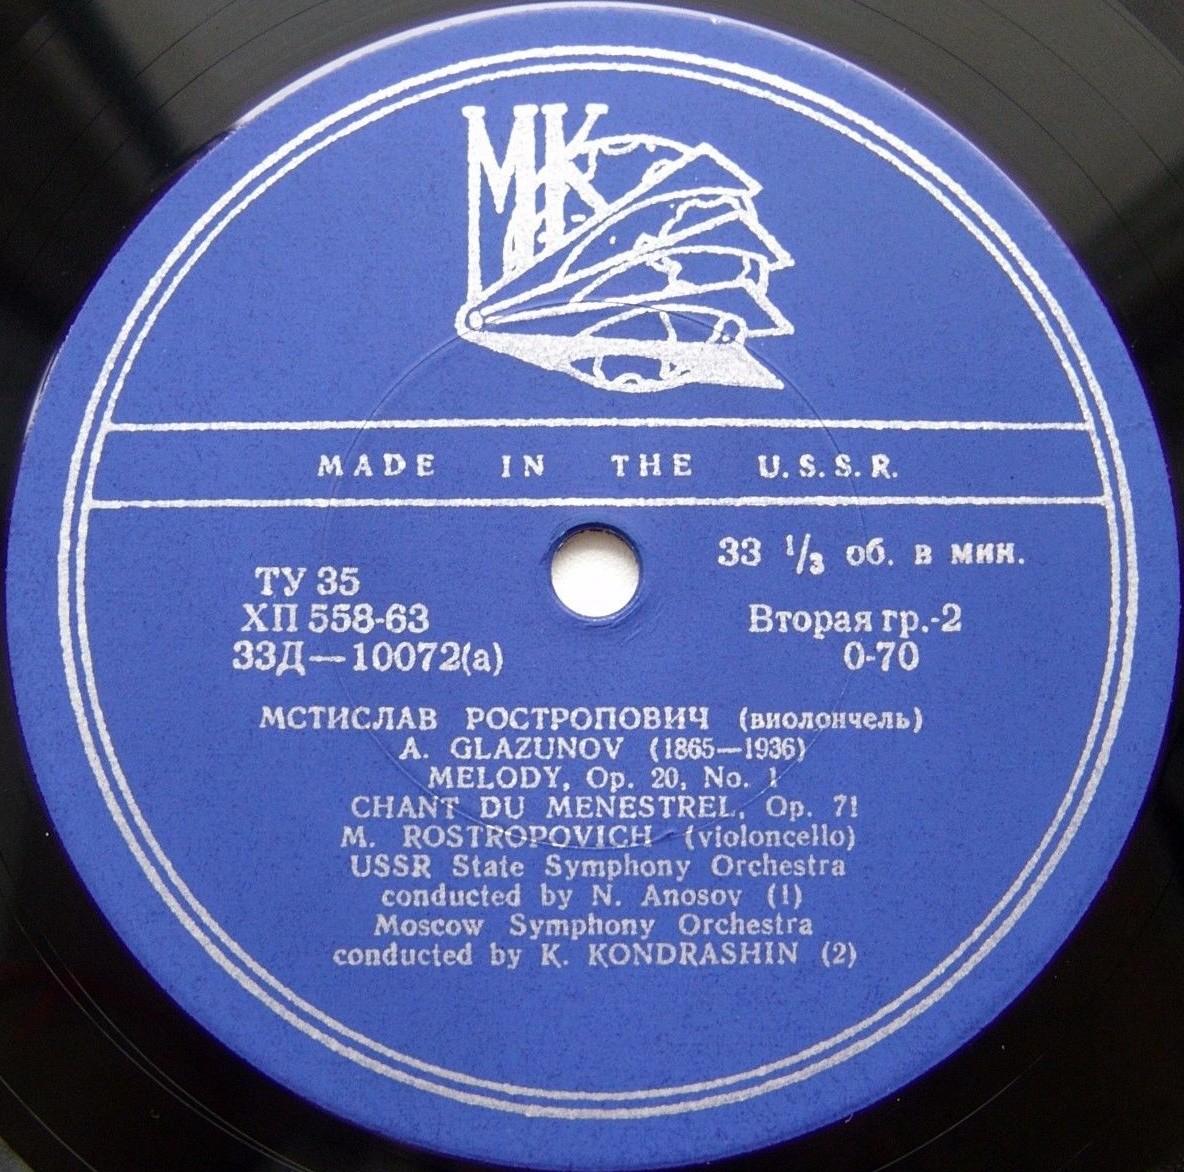 МК
MADE IN THE U.S.S.R.
33 1/3 об. в мин.
ТУ 35
ХП 558-63
Вторая гр.-2
33Д—10072(а)
0-70
МСТИСЛАВ РОСТРОПОВИЧ (виолончель)
A. GLAZUNOV (1865—1936)
MELODY, Op. 20, No. 1
CHANT DU MENESTREL, Op. 71
M. ROSTROPOVICH (violoncello)
USSR State Symphony Orchestra
conducted by N. Anosov (1)
Moscow Symphony Orchestra
conducted by K. KONDRASHIN (2)